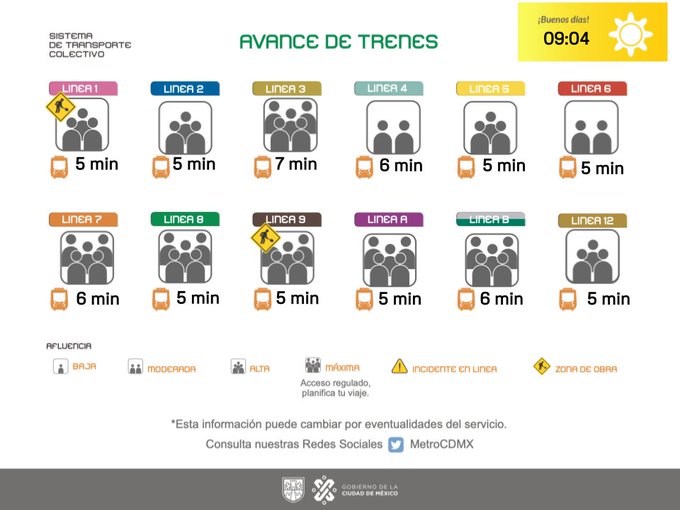 SISTEMA
DE TRANSPORTE
COLECTIVO
AVANCE DE TRENES
¡Buenos días!
09:04
LINEA 1
LINEA 2
LINEA 3
LINEA 4
LINEA 5
LINEA 6
5 min
5 min
7 min
6 min
5 min
5 min
LINEA 7
LINEA 8
LINEA 9
LINEA A
LINEA B
LINEA 12
6 min
5 min
5 min
5 min
6 min
5 min
AFLUENCIA
BAJA
MODERADA
ALTA
MÁXIMA
INCIDENTE EN LINEA
ZONA DE OBRA
Acceso regulado,
planifica tu viaje.
*Esta información puede cambiar por eventualidades del servicio.
Consulta nuestras Redes Sociales MetroCDMX
GOBIERNO DE LA
CIUDAD DE MÉXICO